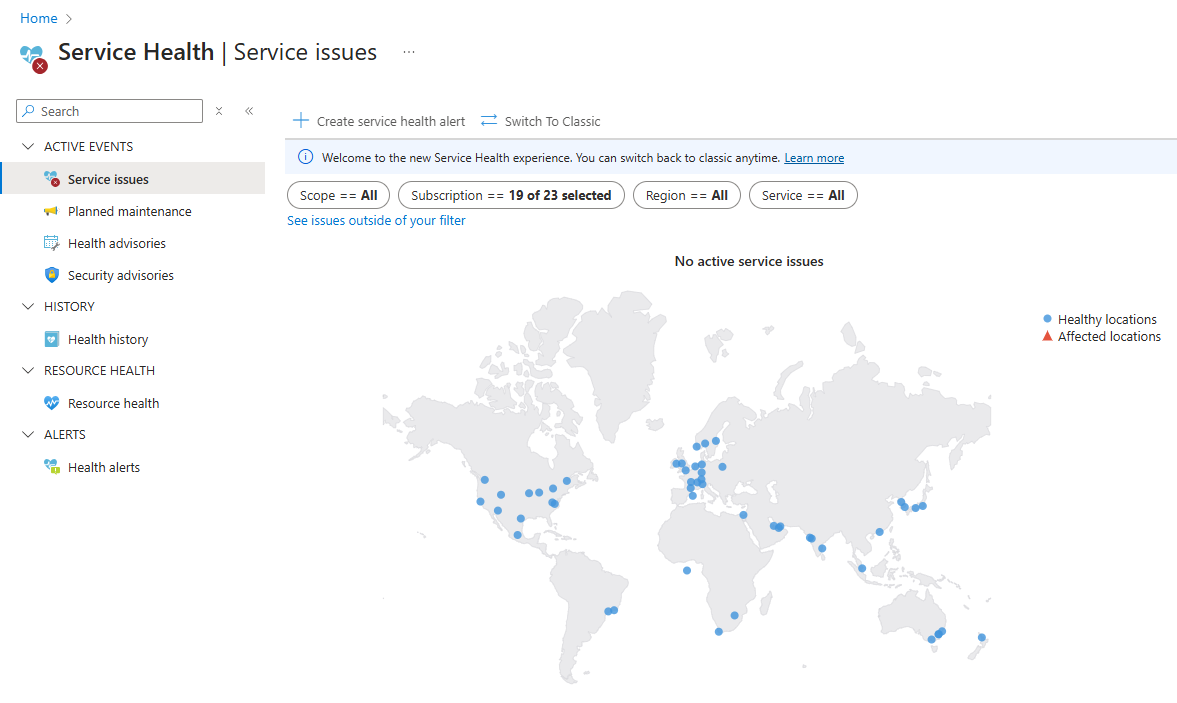 Home
Service Health | Service issues
Search
Create service health alert
Switch To Classic
ACTIVE EVENTS
Welcome to the new Service Health experience. You can switch back to classic anytime. Learn more
Service issues
Scope == All
Subscription == 19 of 23 selected
Region == All
Service == All
Planned maintenance
See issues outside of your filter
Health advisories
No active service issues
Security advisories
HISTORY
Healthy locations
Affected locations
Health history
RESOURCE HEALTH
Resource health
ALERTS
Health alerts